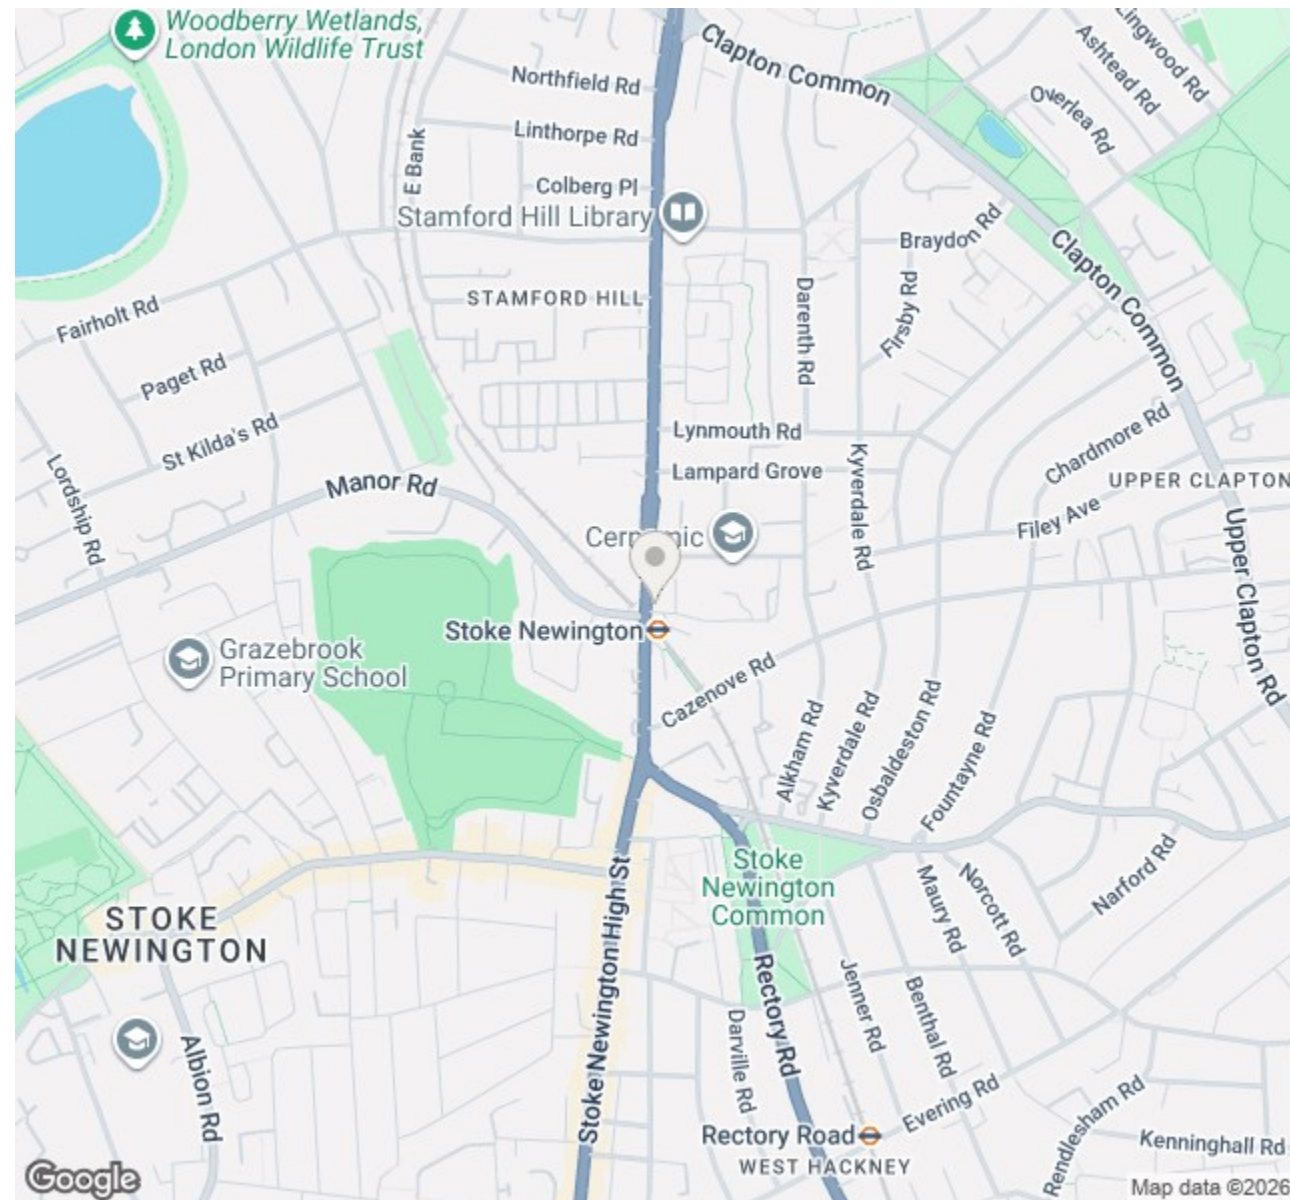 Woodberry Wetlands,
London Wildlife Trust
Clapton Common
Lingwood Rd
Ashtead Rd
Overlea Rd
Northfield Rd
Linthorpe Rd
E Bank
Colberg Pl
Stamford Hill Library
Braydon Rd
Clapton Common
STAMFORD HILL
Darenth Rd
Firsby Rd
Fairholt Rd
Paget Rd
St Kilda's Rd
Lynmouth Rd
Chardmore Rd
Lordship Rd
Manor Rd
Lampard Grove
Kyverdale Rd
UPPER CLAPTON
Filey Ave
Upper Clapton Rd
Stoke Newington
Grazebrook
Primary School
Cazenove Rd
Alkham Rd
Kyverdale Rd
Osbaldeston Rd
Fountayne Rd
Stoke
Newington
Common
Narford Rd
Maury Rd
Norcott Rd
STOKE
NEWINGTON
Stoke Newington High St
Rectory Rd
Jenner Rd
Benthal Rd
Darville Rd
Albion Rd
Evering Rd
Rendlesham Rd
Rectory Road
Kenninghall Rd
WEST HACKNEY
Google
Map data ©2026